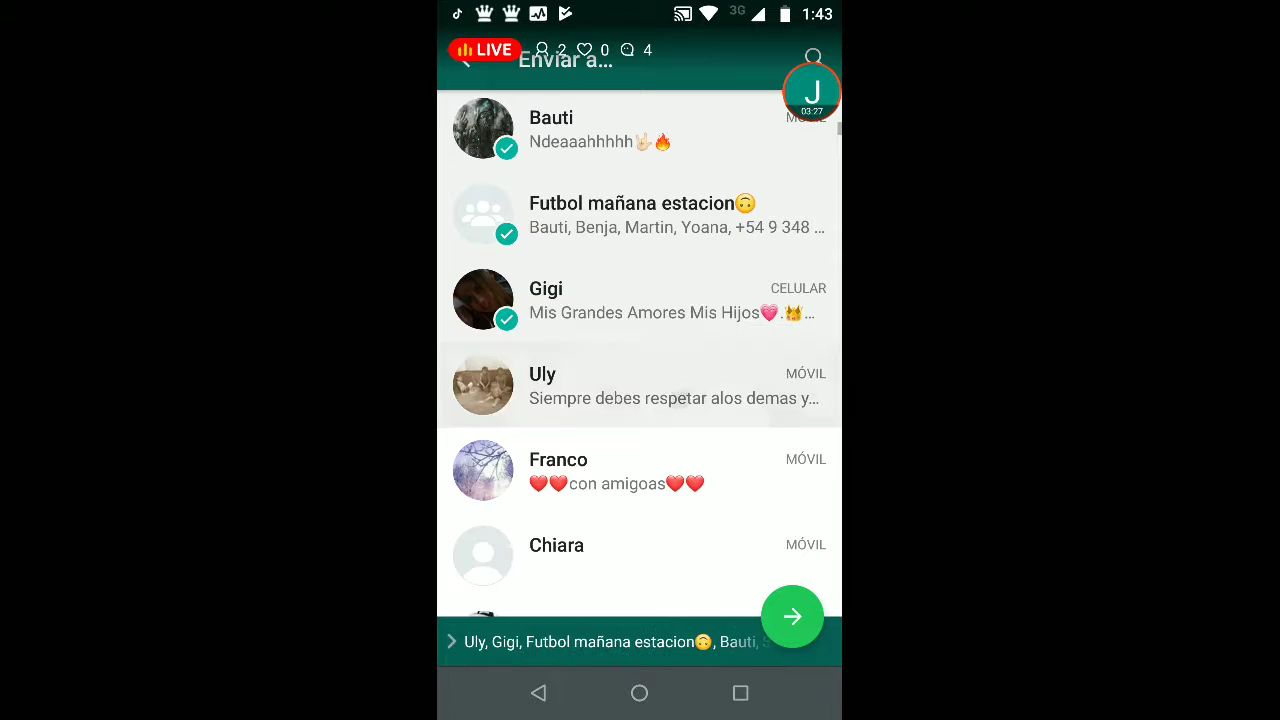 3G 1:43
LIVE 2 0 4
Enviar a...
J
03:27
Bauti MÓVIL
Ndeaaahhhhh🤟🏻🔥
Futbol mañana estacion🙃
Bauti, Benja, Martin, Yoana, +54 9 348 ...
Gigi CELULAR
Mis Grandes Amores Mis Hijos💗.👑...
Uly MÓVIL
Siempre debes respetar alos demas y...
Franco MÓVIL
❤️❤️con amigoas❤️❤️
Chiara MÓVIL
Uly, Gigi, Futbol mañana estacion🙃, Bauti,